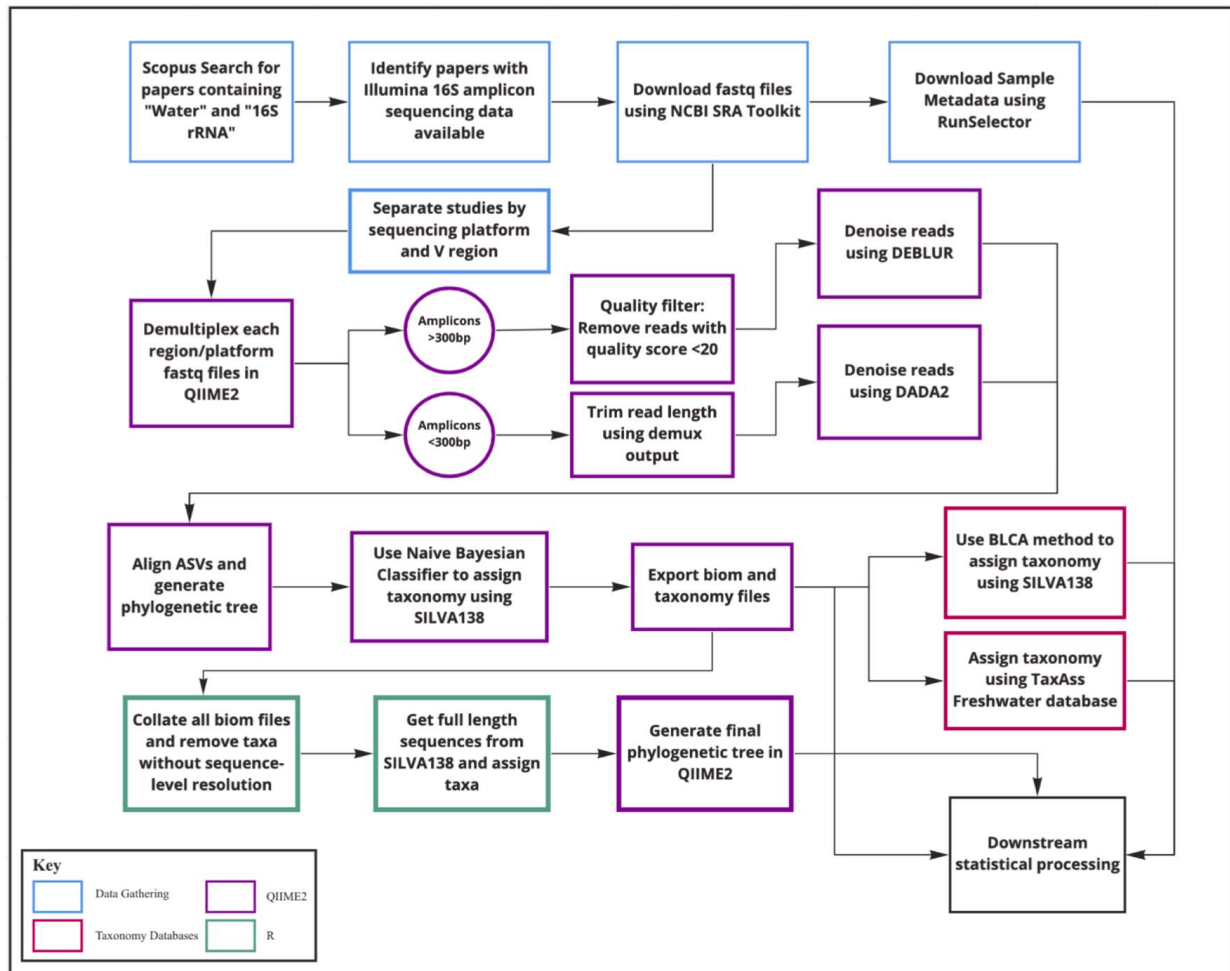 Scopus Search for
papers containing
"Water" and "16S
rRNA"
Identify papers with
Illumina 16S amplicon
sequencing data
available
Download fastq files
using NCBI SRA Toolkit
Download Sample
Metadata using
RunSelector
Separate studies by
sequencing platform
and V region
Demultiplex each
region/platform
fastq files in
QIIME2
Amplicons
>300bp
Quality filter:
Remove reads with
quality score <20
Denoise reads
using DEBLUR
Amplicons
<300bp
Trim read length
using demux
output
Denoise reads
using DADA2
Align ASVs and
generate
phylogenetic tree
Use Naive Bayesian
Classifier to assign
taxonomy using
SILVA138
Export biom and
taxonomy files
Use BLCA method to
assign taxonomy
using SILVA138
Assign taxonomy
using TaxAss
Freshwater database
Collate all biom files
and remove taxa
without sequence-
level resolution
Get full length
sequences from
SILVA138 and assign
taxa
Generate final
phylogenetic tree in
QIIME2
Downstream
statistical processing
Key
Data Gathering
QIIME2
Taxonomy Databases
R